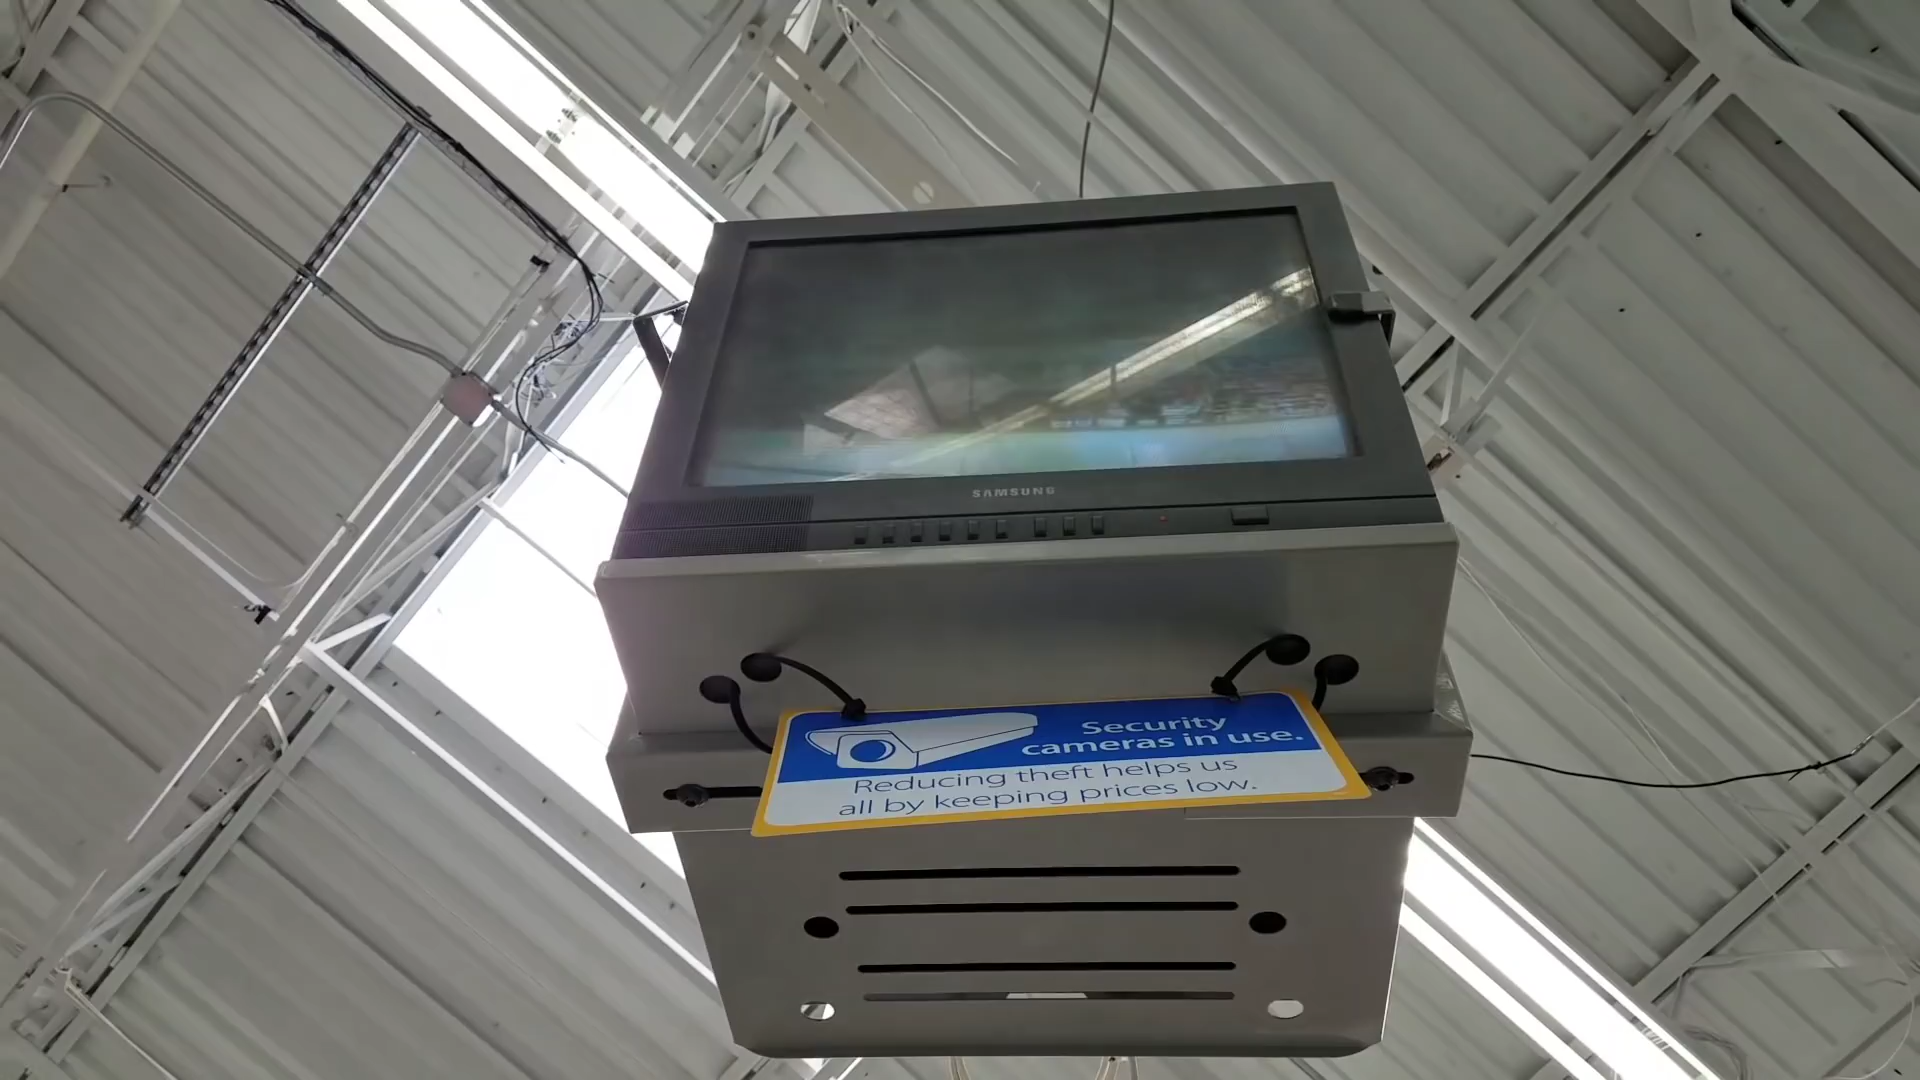 SAMSUNG
Security
cameras in use.
Reducing theft helps us
all by keeping prices low.